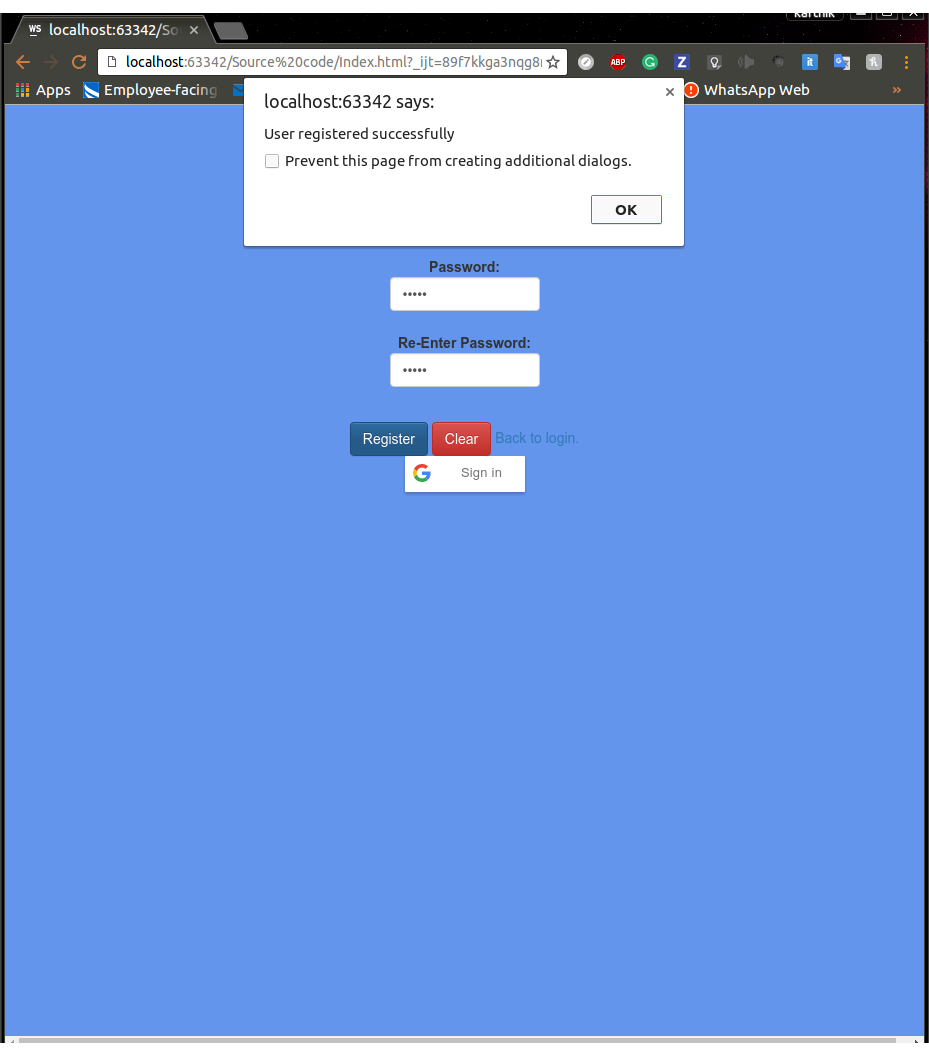 karthik
WS localhost:63342/So ×
localhost:63342/Source%20code/Index.html?_ijt=89f7kkga3nqg8
ABP G Z it
Apps Employee-facing WhatsApp Web »
localhost:63342 says:
User registered successfully
Prevent this page from creating additional dialogs.
OK
Password:
•••••
Re-Enter Password:
•••••
Register Clear Back to login.
G Sign in